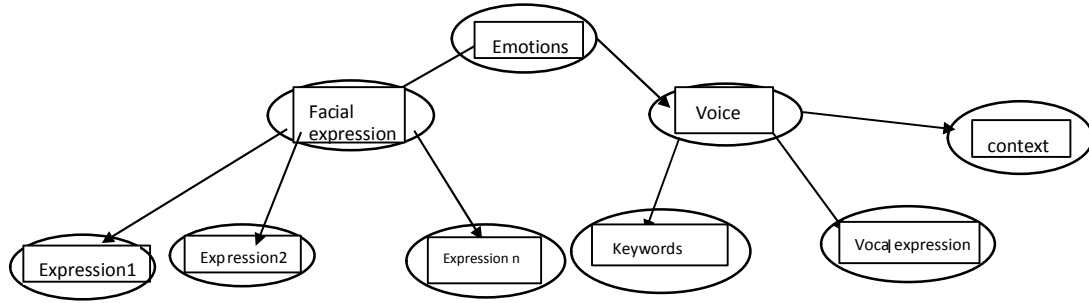 Emotions
Facial
expression
Voice
context
Expression1
Expression2
Expression n
Keywords
Vocal expression